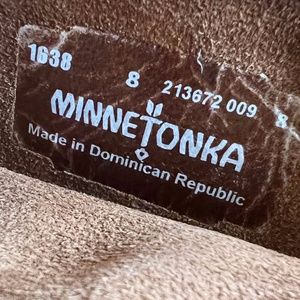 1638 8 213672 009 8
MINNETONKA
Made in Dominican Republic